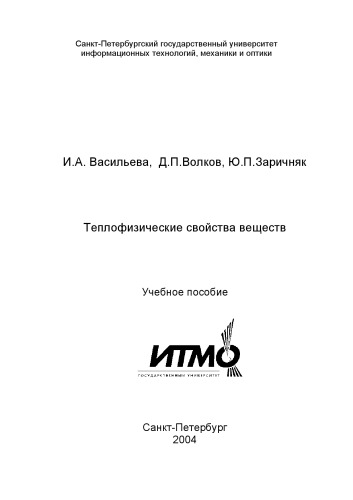 Санкт-Петербургский государственный университет
информационных технологий, механики и оптики
И.А. Васильева, Д.П.Волков, Ю.П.Заричняк
Теплофизические свойства веществ
Учебное пособие
ИТМО
ГОСУДАРСТВЕННЫЙ УНИВЕРСИТЕТ
Санкт-Петербург
2004